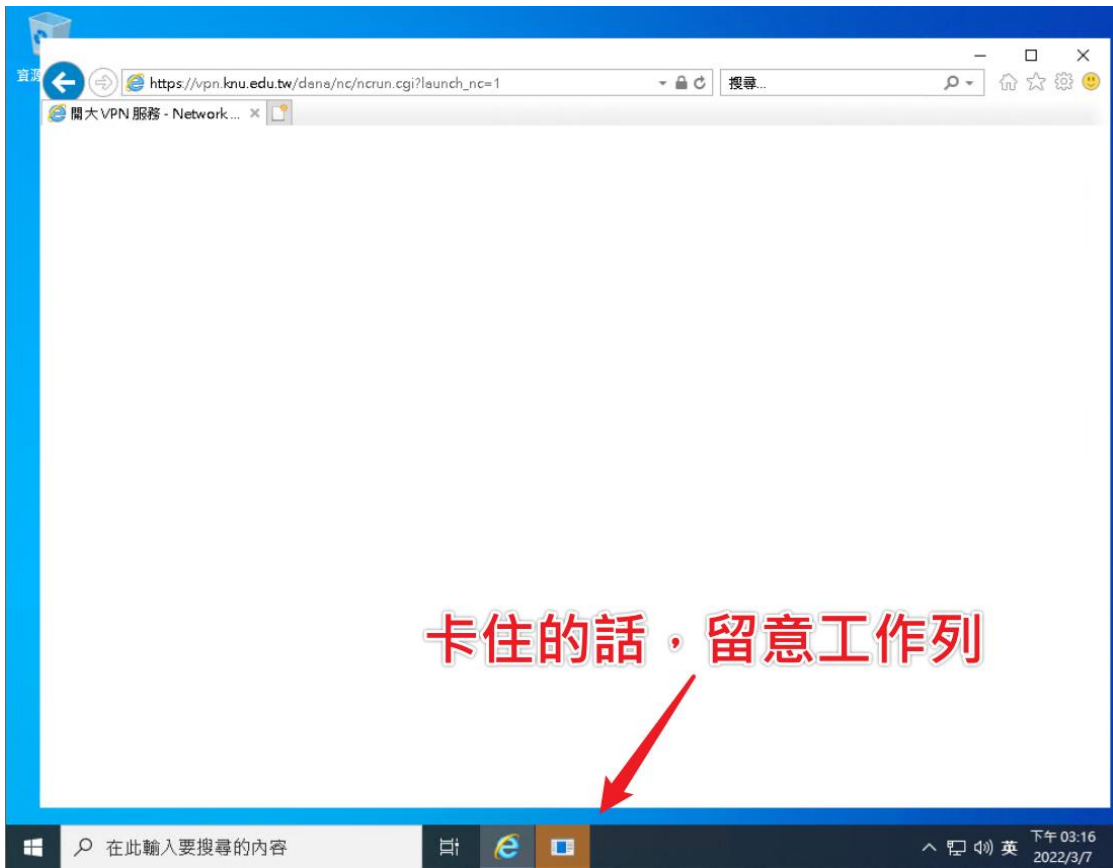 資源
https://vpn.knu.edu.tw/dana/nc/ncrun.cgi?launch_nc=1
搜尋...
開大 VPN 服務 - Network ...
卡住的話，留意工作列
在此輸入要搜尋的內容
英
下午 03:16
2022/3/7